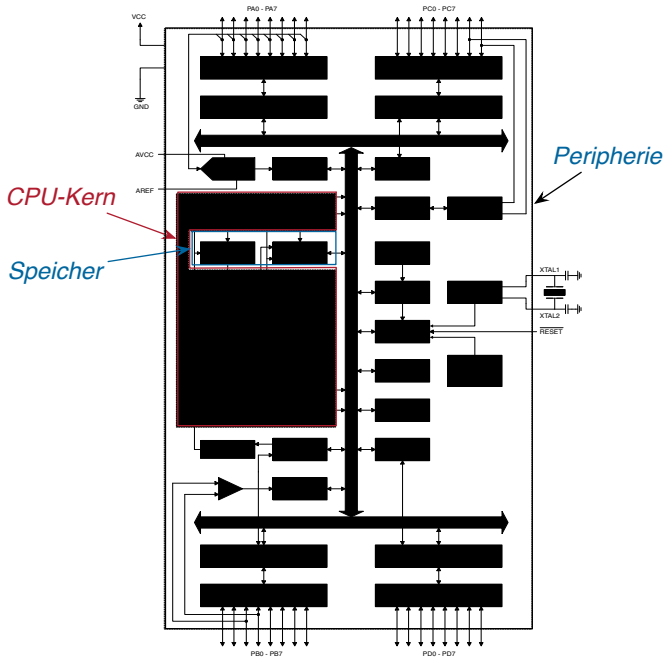 PA0 - PA7
PC0 - PC7
VCC
GND
AVCC
AREF
Peripherie
CPU-Kern
Speicher
XTAL1
XTAL2
RESET
PB0 - PB7
PD0 - PD7